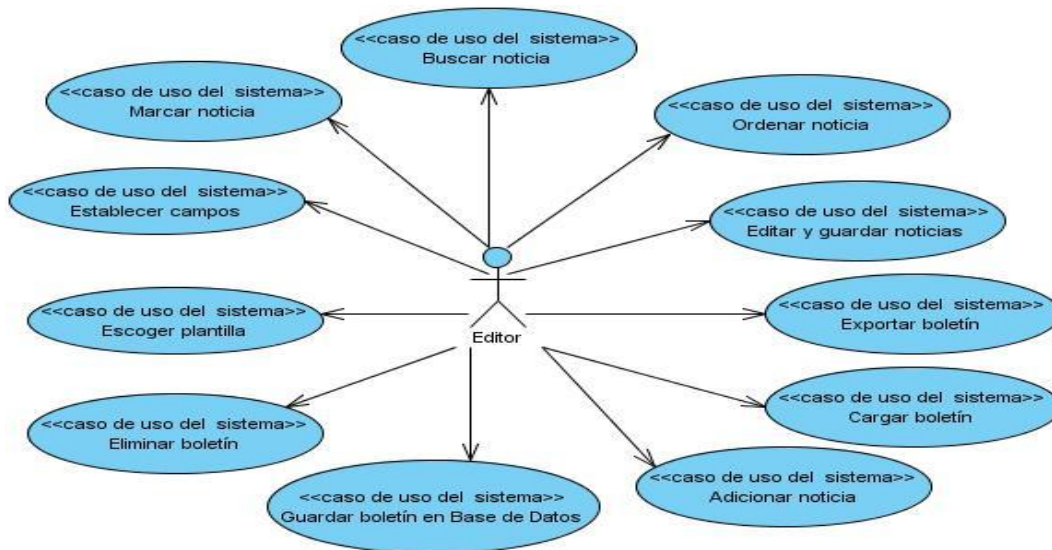 <<caso de uso del sistema>>
Buscar noticia
<<caso de uso del sistema>>
Marcar noticia
<<caso de uso del sistema>>
Ordenar noticia
<<caso de uso del sistema>>
Establecer campos
<<caso de uso del sistema>>
Editar y guardar noticias
<<caso de uso del sistema>>
Escoger plantilla
<<caso de uso del sistema>>
Exportar boletín
Editor
<<caso de uso del sistema>>
Eliminar boletín
<<caso de uso del sistema>>
Cargar boletín
<<caso de uso del sistema>>
Guardar boletín en Base de Datos
<<caso de uso del sistema>>
Adicionar noticia